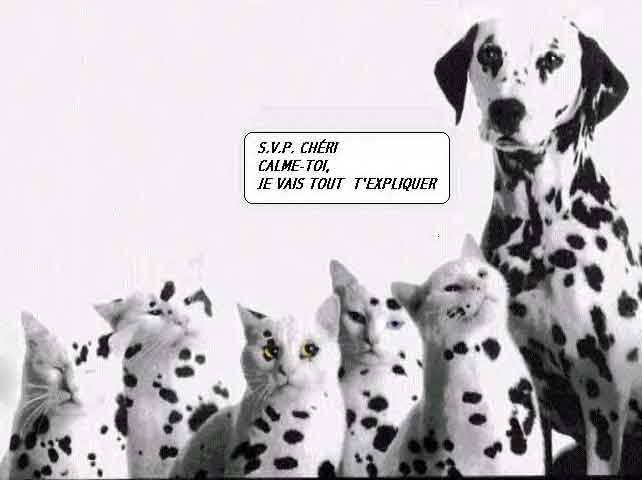 S.V.P. CHÉRI
CALME-TOI,
JE VAIS TOUT T'EXPLIQUER